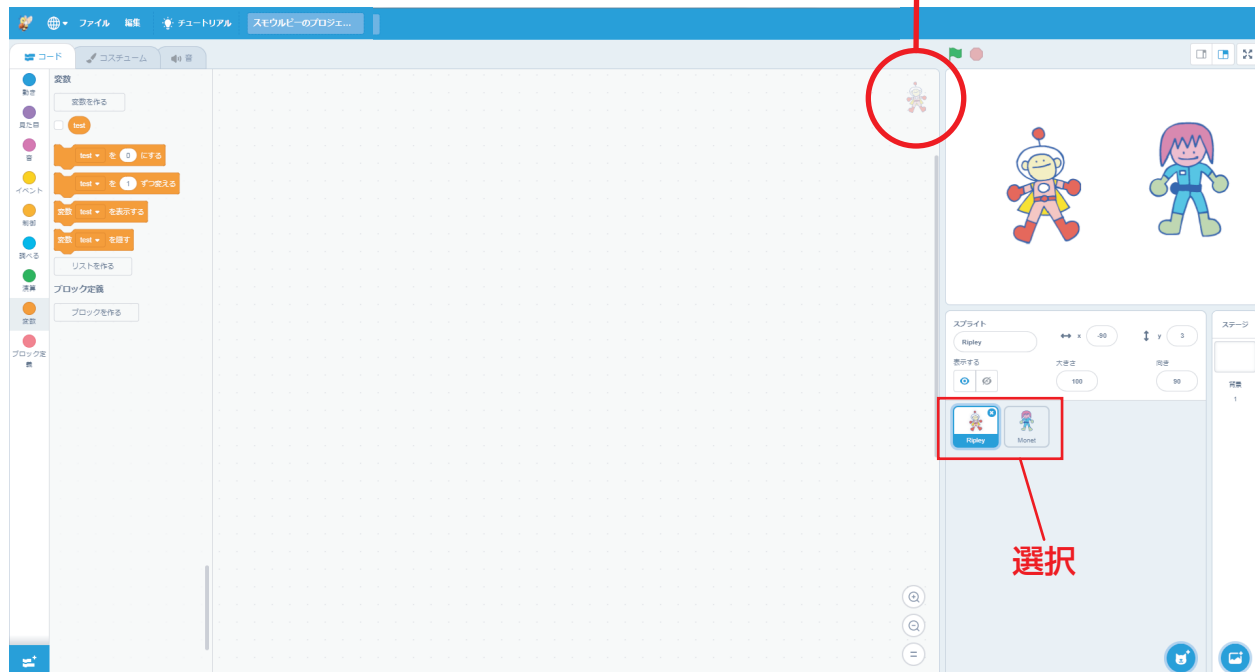 ファイル 編集 チュートリアル スモウルビーのプロジェ...
コード コスチューム 音
動き
見た目
音
イベント
制御
調べる
演算
変数
ブロック定
義
変数
変数を作る
test
test を 0 にする
test を 1 ずつ変える
変数 test を表示する
変数 test を隠す
リストを作る
ブロック定義
ブロックを作る
スプライト
Ripley
x -80
y 3
表示する
大きさ
100
向き
90
Ripley
Monet
選択
ステージ
背景
1